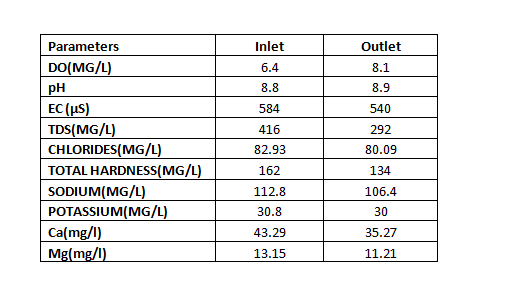 Parameters Inlet Outlet
DO(MG/L) 6.4 8.1
pH 8.8 8.9
EC (µS) 584 540
TDS(MG/L) 416 292
CHLORIDES(MG/L) 82.93 80.09
TOTAL HARDNESS(MG/L) 162 134
SODIUM(MG/L) 112.8 106.4
POTASSIUM(MG/L) 30.8 30
Ca(mg/l) 43.29 35.27
Mg(mg/l) 13.15 11.21